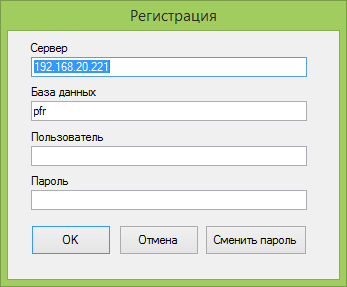 Регистрация
Сервер
192.168.20.221
База данных
pfr
Пользователь
Пароль
OK
Отмена
Сменить пароль